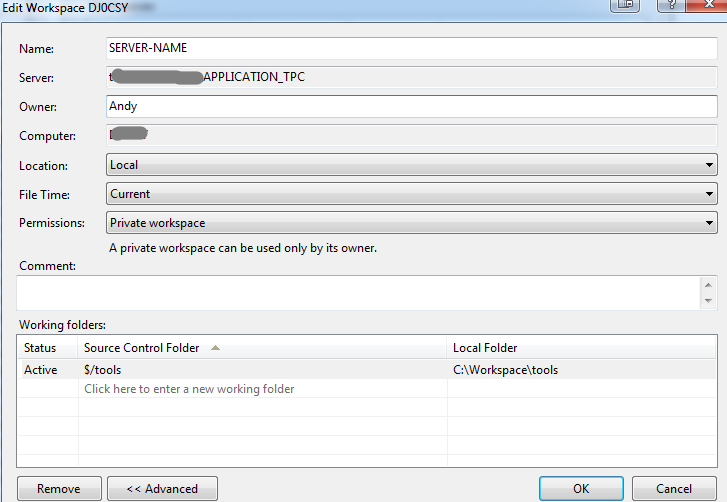 Edit Workspace DJ0CSY
Name: SERVER-NAME
Server: APPLICATION_TPC
Owner: Andy
Computer:
Location: Local
File Time: Current
Permissions: Private workspace
A private workspace can be used only by its owner.
Comment:
Working folders:
Status Source Control Folder Local Folder
Active $/tools C:\Workspace\tools
Click here to enter a new working folder
Remove << Advanced OK Cancel